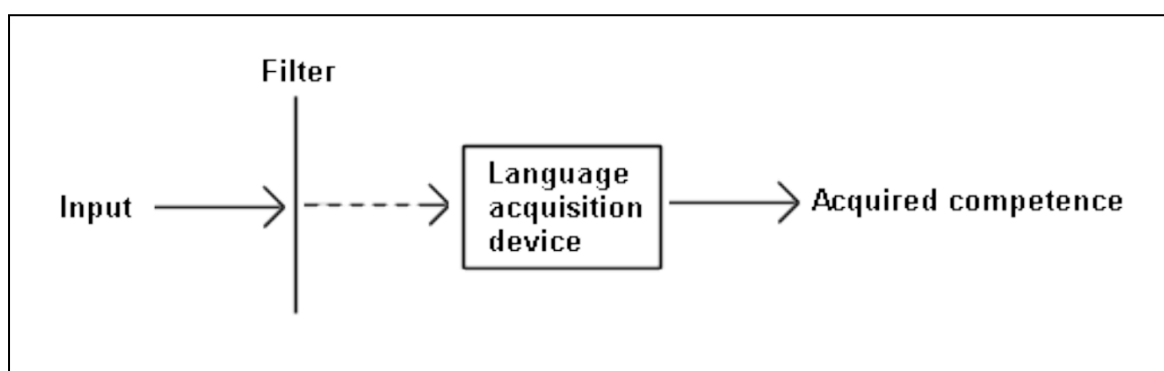 Filter
Input
Language
acquisition
device
Acquired competence